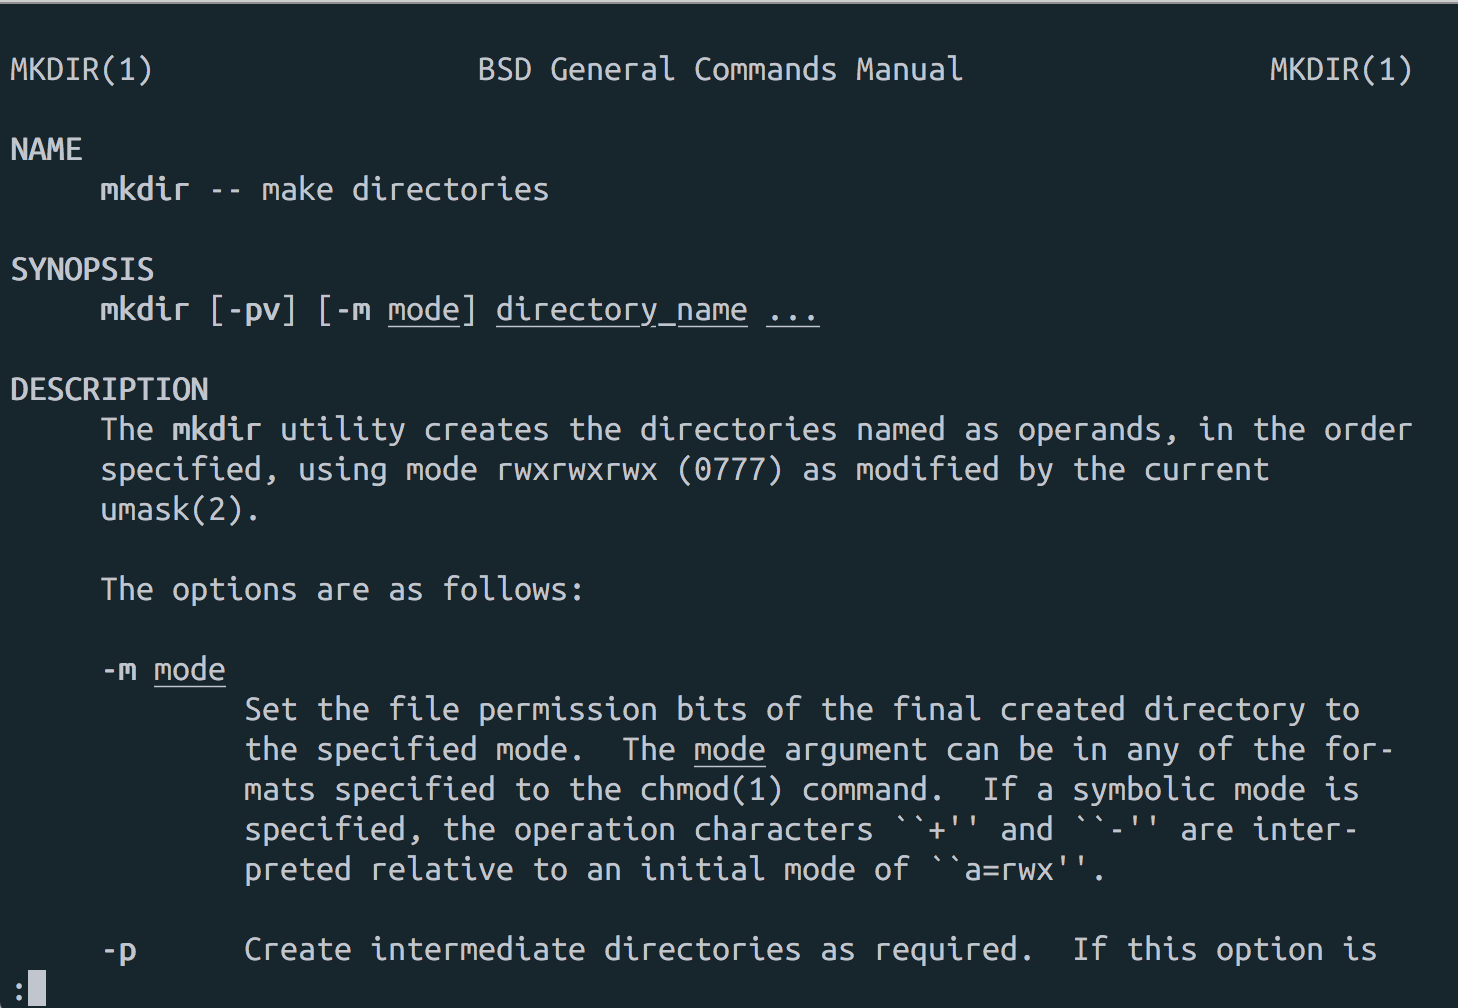 MKDIR(1)                  BSD General Commands Manual                 MKDIR(1)
NAME
     mkdir -- make directories
SYNOPSIS
     mkdir [-pv] [-m mode] directory_name ...
DESCRIPTION
     The mkdir utility creates the directories named as operands, in the order
     specified, using mode rwxrwxrwx (0777) as modified by the current
     umask(2).
     The options are as follows:
     -m mode
             Set the file permission bits of the final created directory to
             the specified mode.  The mode argument can be in any of the for-
             mats specified to the chmod(1) command.  If a symbolic mode is
             specified, the operation characters ``+'' and ``-'' are inter-
             preted relative to an initial mode of ``a=rwx''.
     -p      Create intermediate directories as required.  If this option is
: